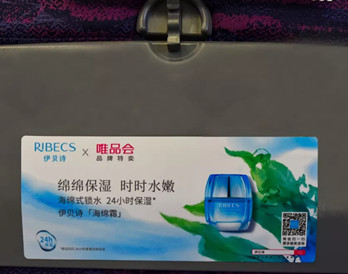 RIBECS × 唯品会
伊贝诗 品牌特卖
绵绵保湿 时时水嫩
海绵式锁水 24小时保湿*
伊贝诗「海绵霜」
RIBECS
24h